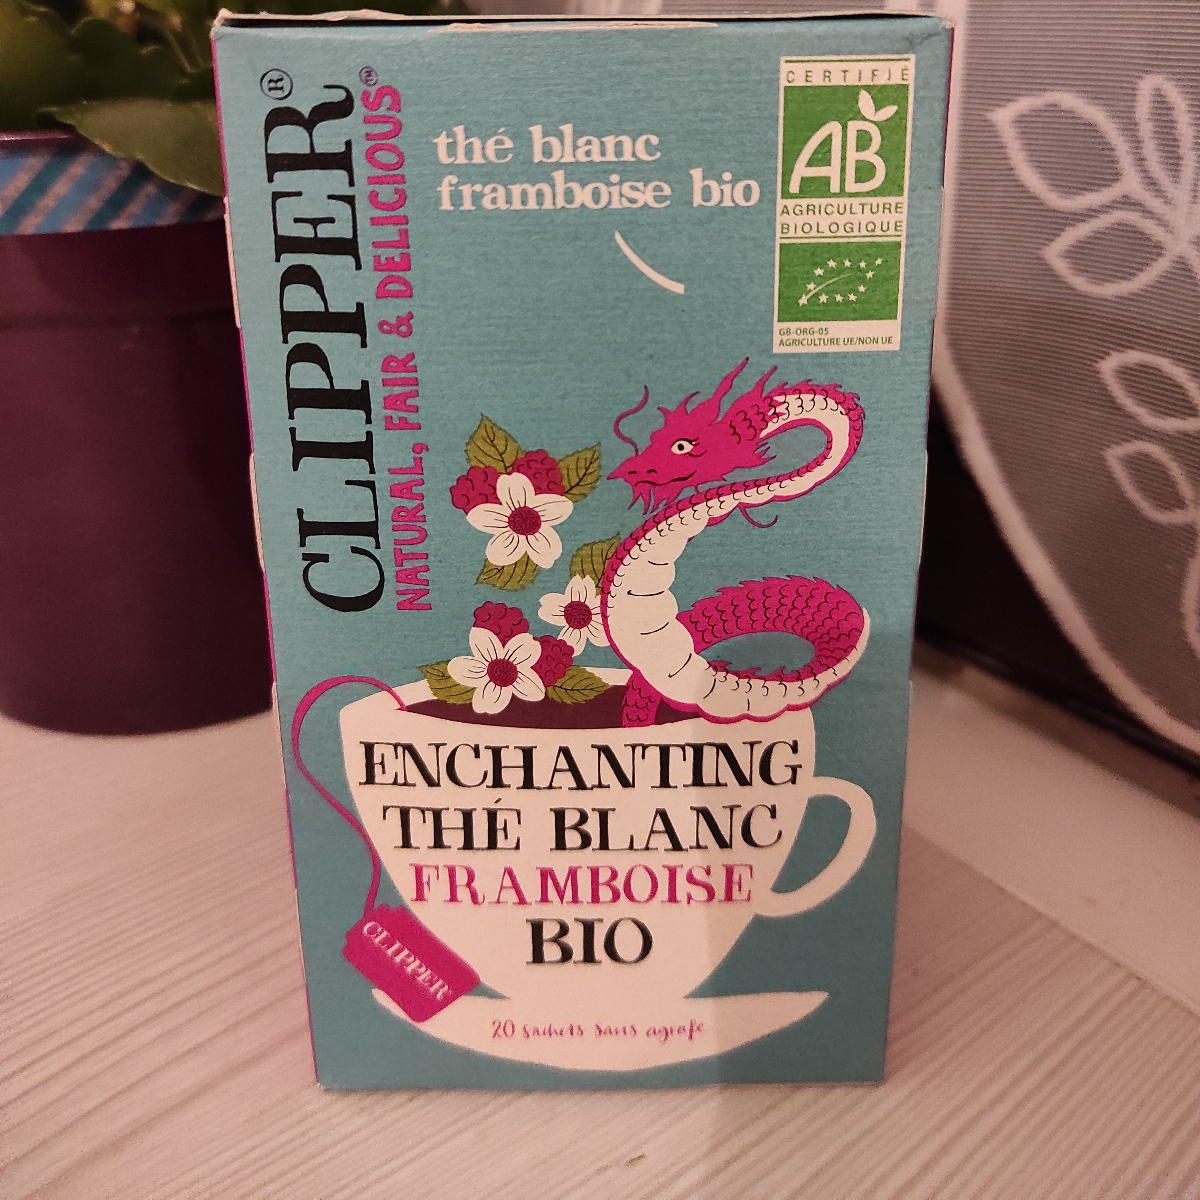 CLIPPER®
NATURAL, FAIR & DELICIOUS™
thé blanc
framboise bio
CERTIFIÉ
AB
AGRICULTURE
BIOLOGIQUE
GB-ORG-05
AGRICULTURE UE/NON UE
ENCHANTING
THÉ BLANC
FRAMBOISE
BIO
CLIPPER®
20 sachets sans agrafe